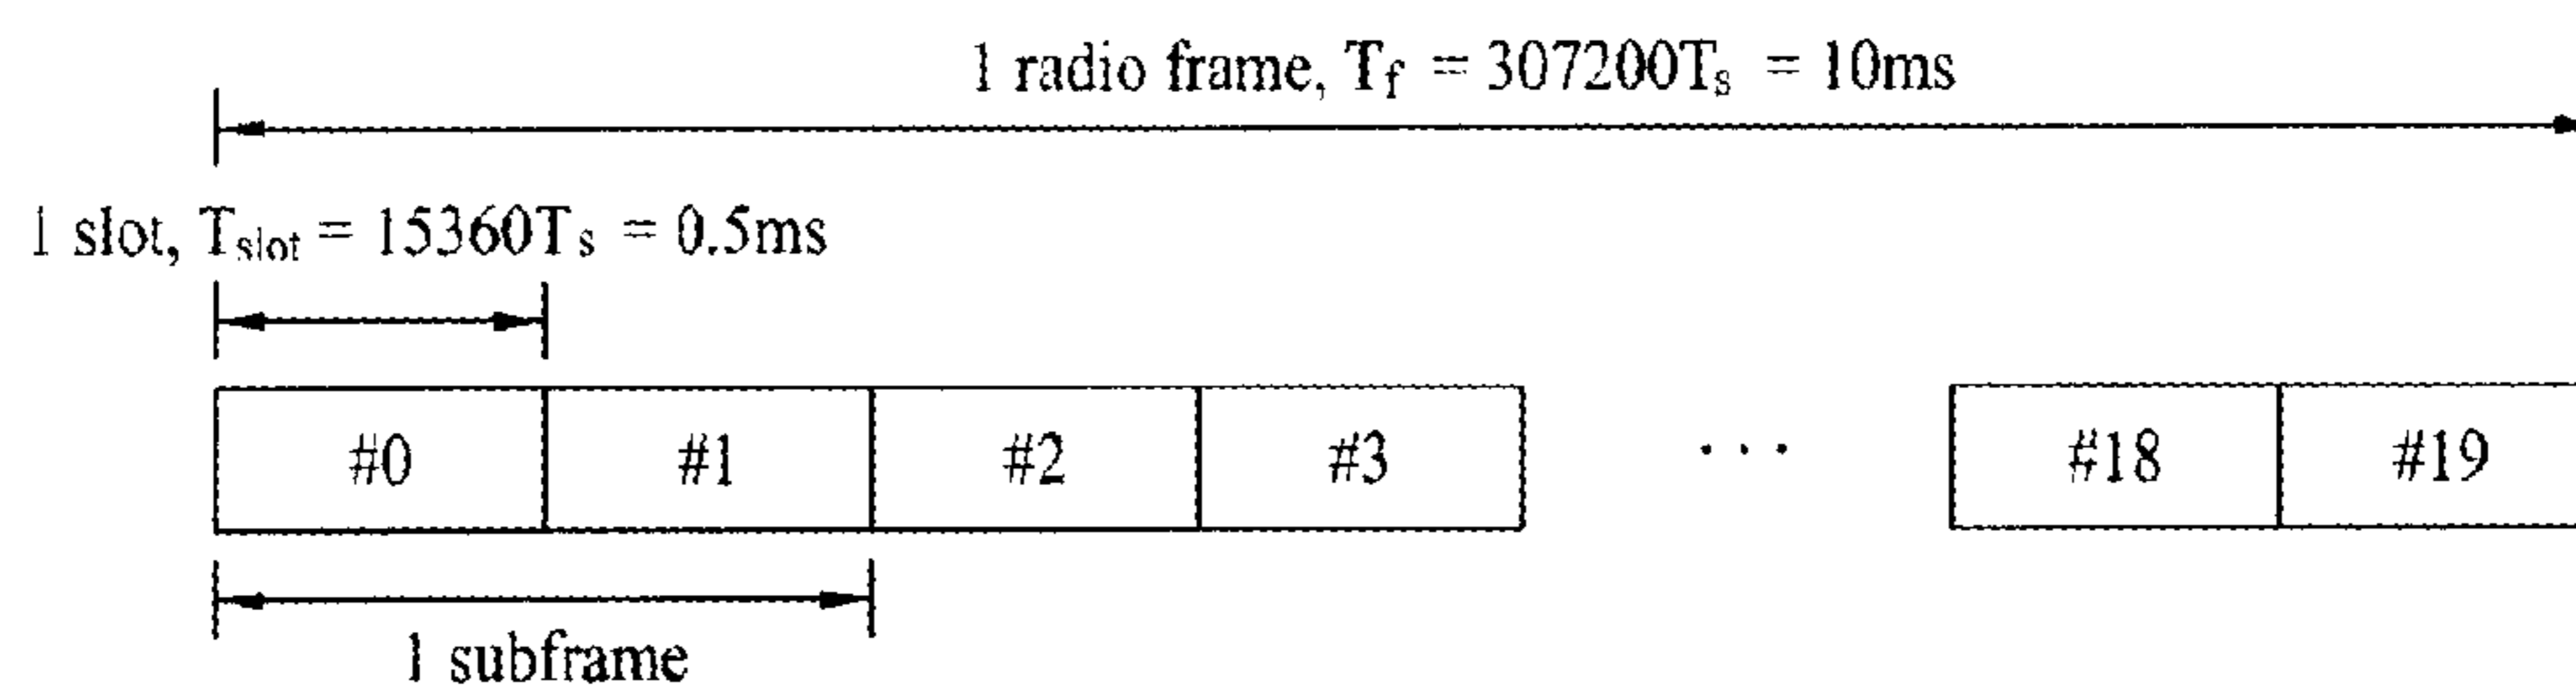 1 radio frame, Tf = 307200Ts = 10ms
1 slot, Tslot = 15360Ts = 0.5ms
#0 #1 #2 #3 ··· #18 #19
1 subframe